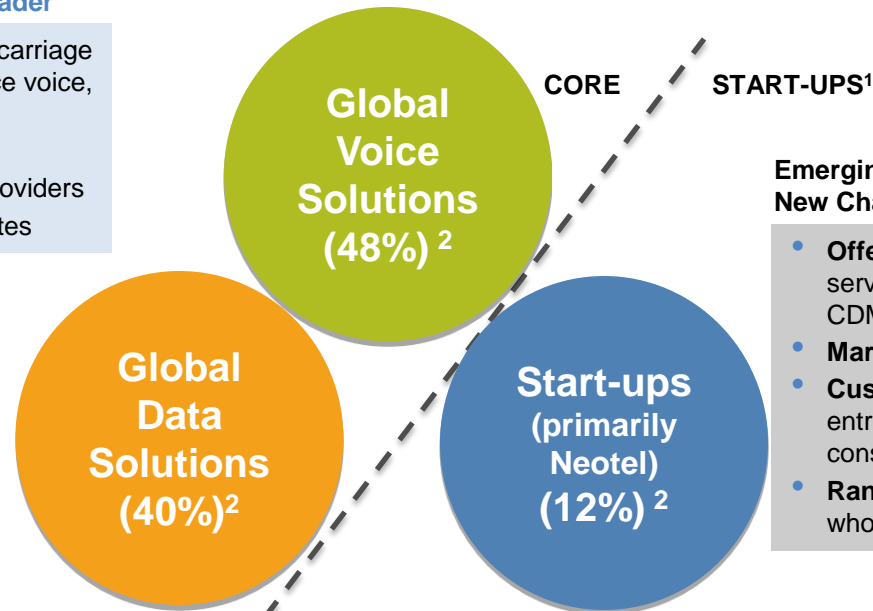 ader
carriage
ce voice,
oviders
tes
Global
Voice
Solutions
(48%) 2
CORE
START-UPS1
Global
Data
Solutions
(40%)2
Start-ups
(primarily
Neotel)
(12%) 2
Emergin
New Cha
• Offe
serv
CDM
• Mar
• Cus
entr
cons
• Ran
who